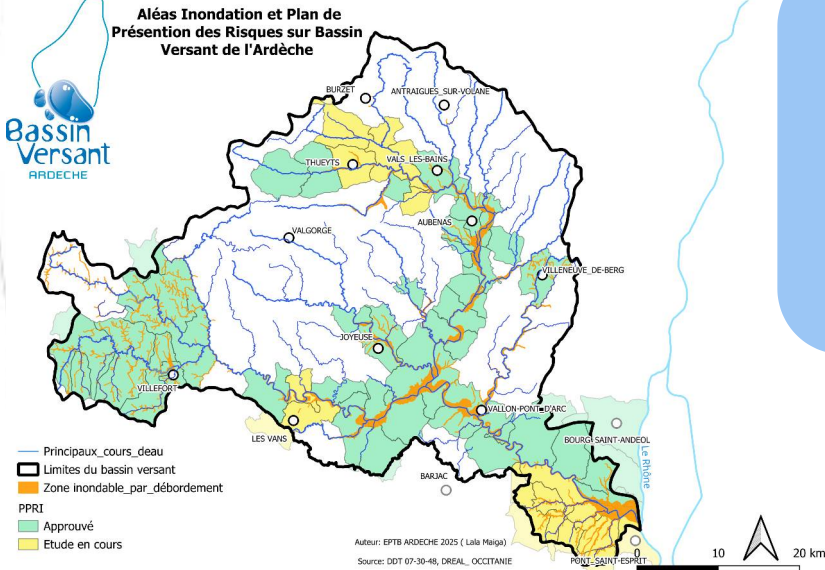 Aléas Inondation et Plan de
Présention des Risques sur Bassin
Versant de l'Ardèche
Bassin
Versant
ARDECHE
BURZET
ANTRAIGUES_SUR-VOLANE
THUEYTS
VALS_LES-BAINS
AUBENAS
VALGORGE
VILLENEUVE_DE-BERG
JOYEUSE
VILLEFORT
VALLON-PONT_D'ARC
LES VANS
BOURG-SAINT-ANDEOL
BARJAC
Le Rhône
PONT_SAINT-ESPRIT
Principaux_cours_deau
Limites du bassin versant
Zone inondable_par_débordement
PPRI
Approuvé
Etude en cours
Auteur: EPTB ARDECHE 2025 ( Lala Maiga)
Source: DDT 07-30-48, DREAL_ OCCITANIE
0 10 20 km